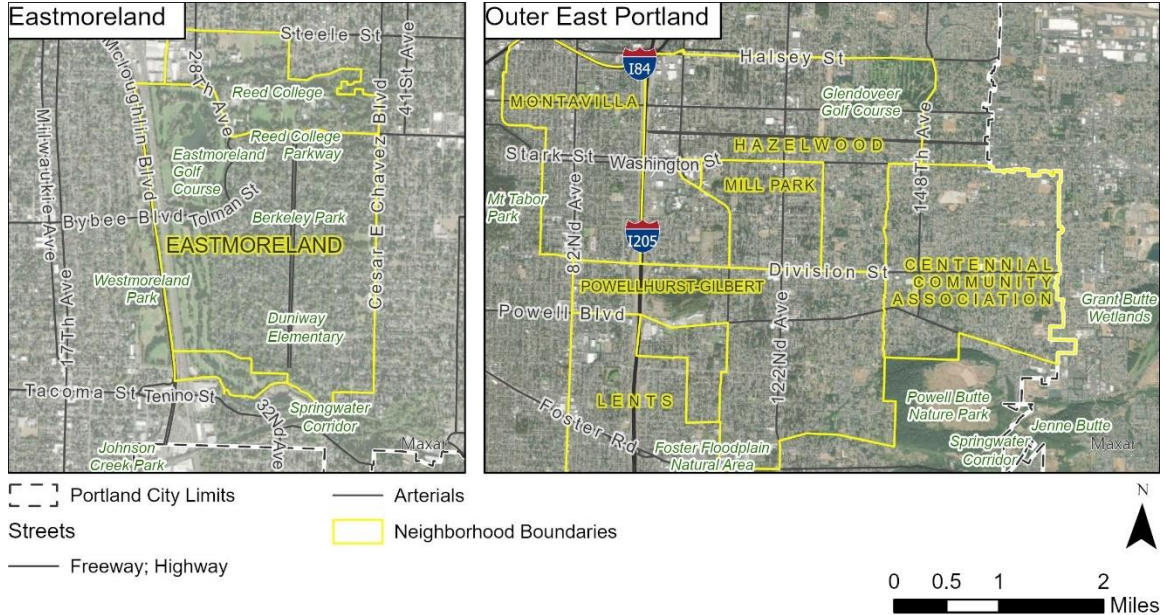 Eastmoreland
Steele St
McloughlIn Blvd
28Th Ave
41St Ave
Reed College
Reed College
Parkway
Milwaukie Ave
Eastmoreland
Golf
Course
Tolman St
Bybee Blvd
Berkeley Park
EASTMORELAND
Cesar E Chavez Blvd
Westmoreland
Park
17Th Ave
Duniway
Elementary
Tacoma St
Tenino St
32Nd Ave
Springwater
Corridor
Johnson
Creek Park
Maxar
Outer East Portland
I84
Halsey St
MONTAVILLA
Glendoveer
Golf Course
148Th Ave
HAZELWOOD
Stark St
Washington St
MILL PARK
Mt Tabor
Park
82Nd Ave
I205
Division St
POWELLHURST-GILBERT
CENTENNIAL
COMMUNITY
ASSOCIATION
Powell Blvd
122Nd Ave
Grant Butte
Wetlands
LENTS
Foster Rd
Powell Butte
Nature Park
Jenne Butte
Foster Floodplain
Natural Area
Springwater
Corridor
Maxar
Portland City Limits
Streets
Freeway; Highway
Arterials
Neighborhood Boundaries
N
0 0.5 1 2
Miles